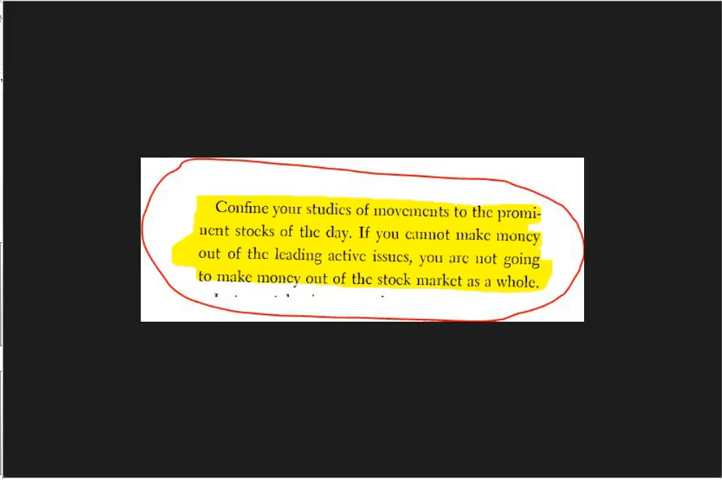 Confine your studies of movements to the promi-
nent stocks of the day. If you cannot make money
out of the leading active issues, you are not going
to make money out of the stock market as a whole.